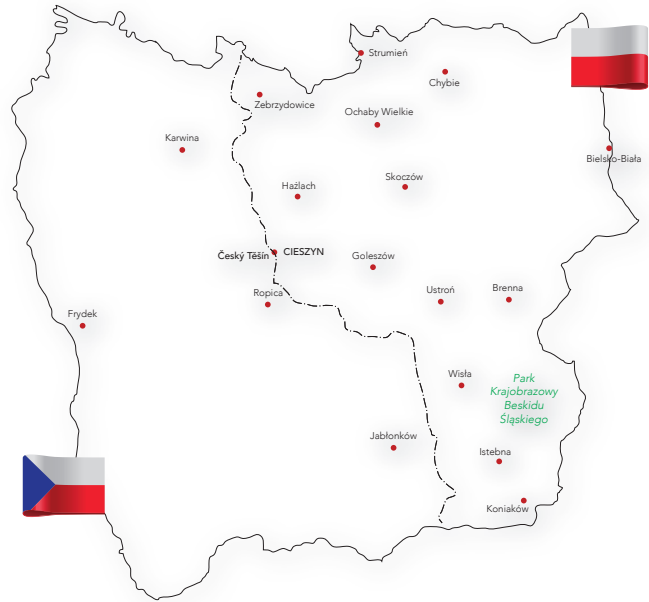 Strumień
Chybie
Zebrzydowice
Ochaby Wielkie
Karwina
Bielsko-Biała
Skoczów
Hażlach
Český Těšín
CIESZYN
Goleszów
Ropica
Ustroń
Brenna
Frydek
Wisła
Park
Krajobrazowy
Beskidu
Śląskiego
Jabłonków
Istebna
Koniaków